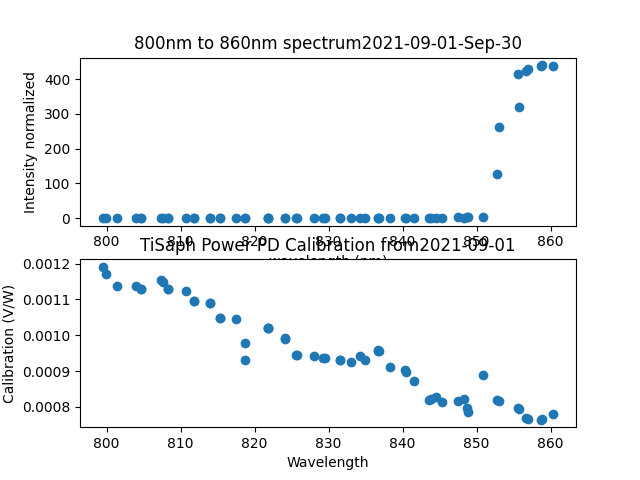 800nm to 860nm spectrum2021-09-01-Sep-30
Intensity normalized
400
300
200
100
0
800 810 820 830 840 850 860
wavelength (nm)
TiSaph Power PD Calibration from2021-09-01
Calibration (V/W)
0.0012
0.0011
0.0010
0.0009
0.0008
800 810 820 830 840 850 860
Wavelength